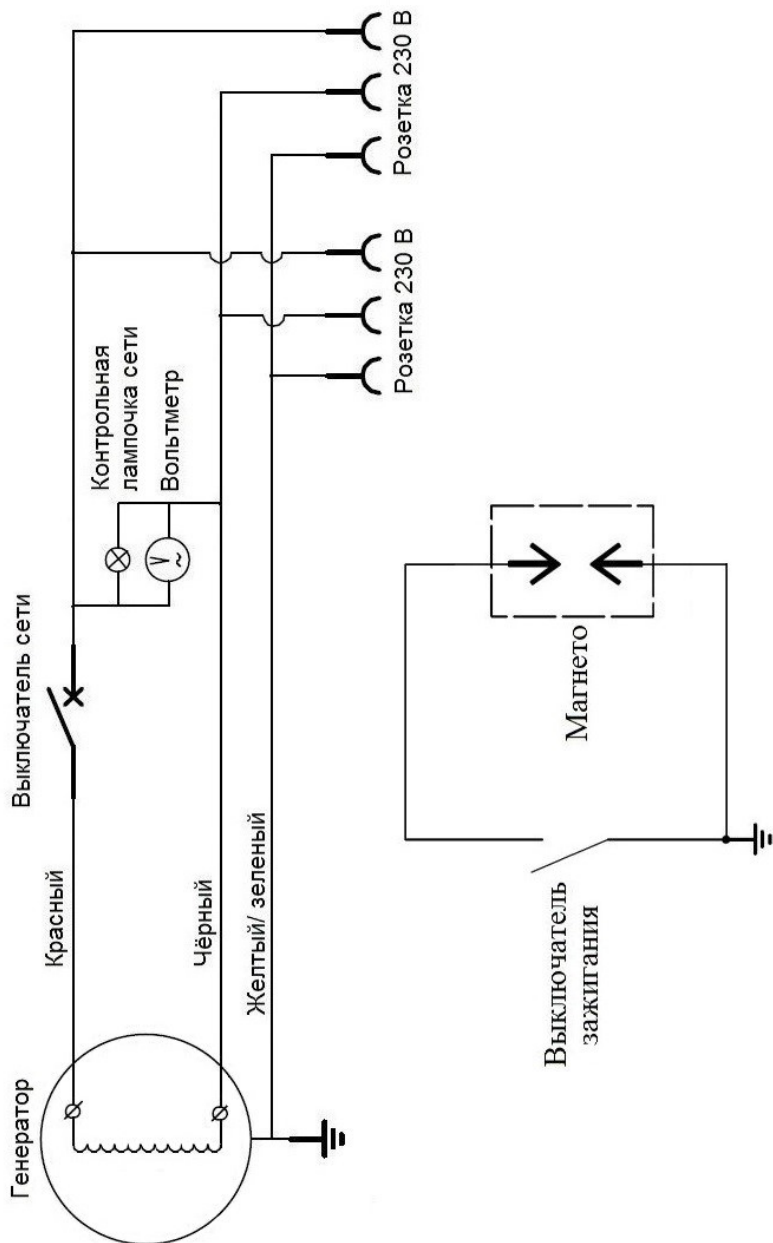 Генератор
Красный
Чёрный
Желтый/ зеленый
Выключатель сети
Контрольная
лампочка сети
Вольтметр
V
~
Розетка 230 В
Розетка 230 В
Выключатель
зажигания
Магнето